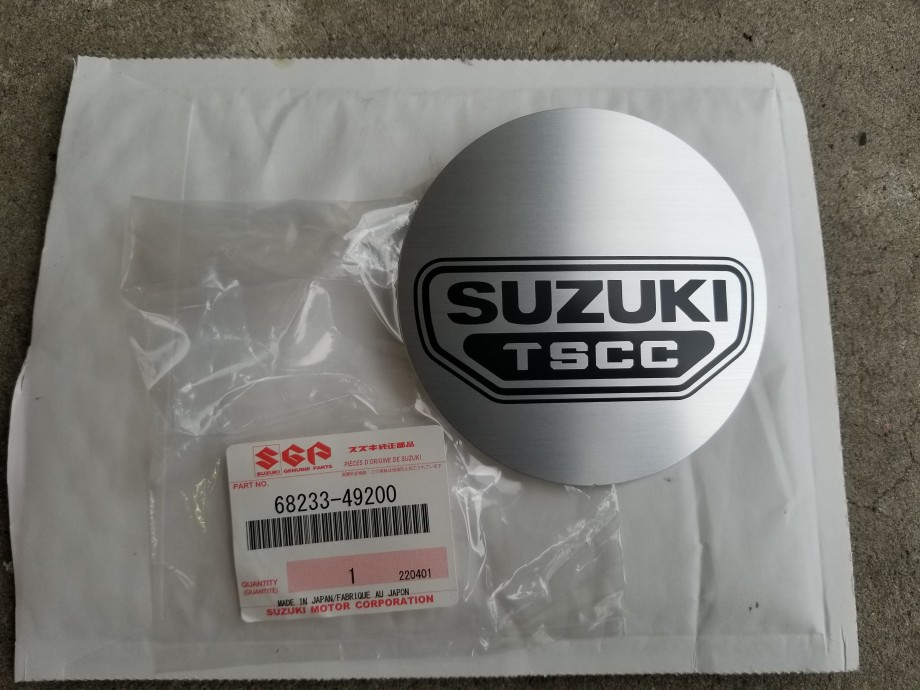 SUZUKI
TSCC
SGP
SUZUKI GENUINE PARTS
スズキ純正部品
PIÈCES D'ORIGINE DE SUZUKI
PART NO.
68233-49200
QUANTITY
(QUANTITÉ)
1
220401
MADE IN JAPAN/FABRIQUE AU JAPON
SUZUKI MOTOR CORPORATION